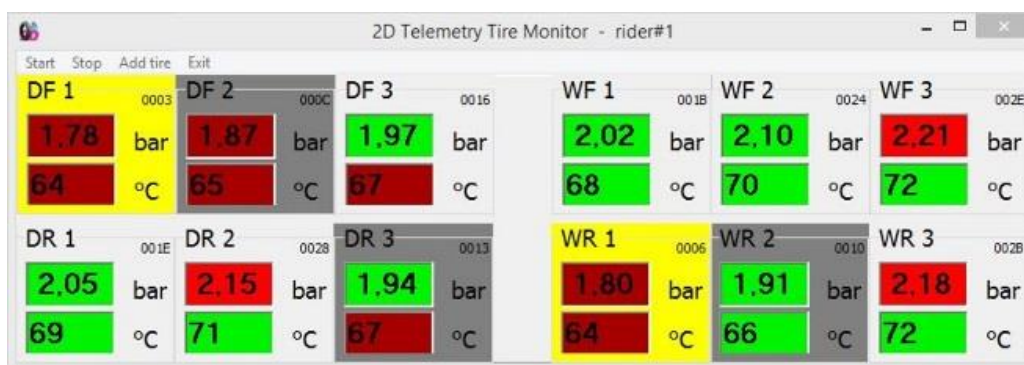 2D Telemetry Tire Monitor - rider#1
Start Stop Add tire Exit
DF 1 0003 DF 2 000C DF 3 0016 WF 1 001B WF 2 0024 WF 3 002E
1,78 bar 1,87 bar 1,97 bar 2,02 bar 2,10 bar 2,21 bar
64 °C 65 °C 67 °C 68 °C 70 °C 72 °C
DR 1 001E DR 2 0028 DR 3 0013 WR 1 0006 WR 2 0010 WR 3 002B
2,05 bar 2,15 bar 1,94 bar 1,80 bar 1,91 bar 2,18 bar
69 °C 71 °C 67 °C 64 °C 66 °C 72 °C